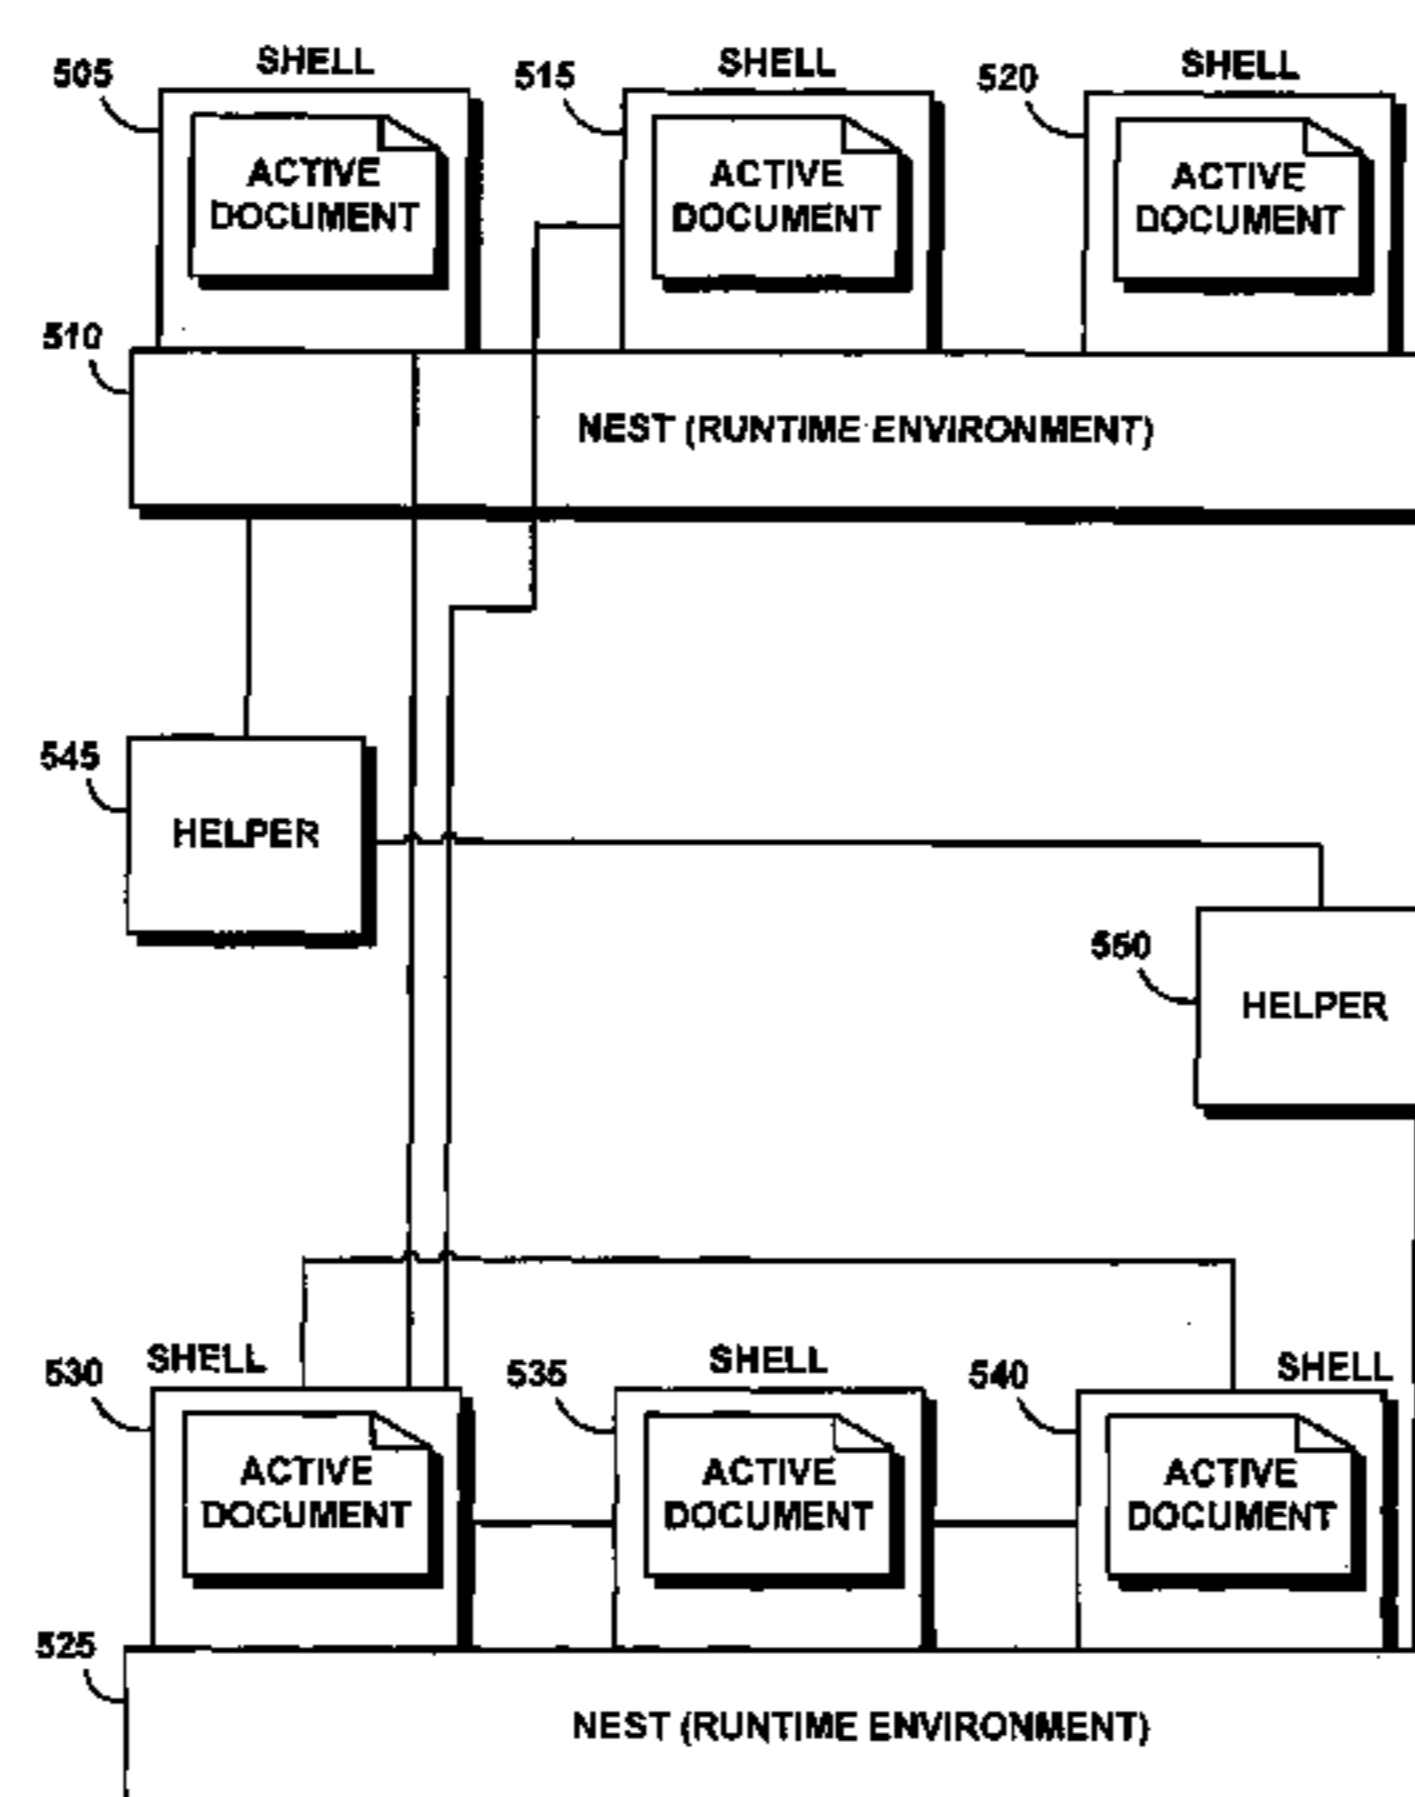 505 SHELL 515 SHELL 520 SHELL
ACTIVE DOCUMENT
ACTIVE DOCUMENT
ACTIVE DOCUMENT
510
NEST (RUNTIME ENVIRONMENT)
545
HELPER
550
HELPER
530 SHELL 535 SHELL 540 SHELL
ACTIVE DOCUMENT
ACTIVE DOCUMENT
ACTIVE DOCUMENT
525
NEST (RUNTIME ENVIRONMENT)